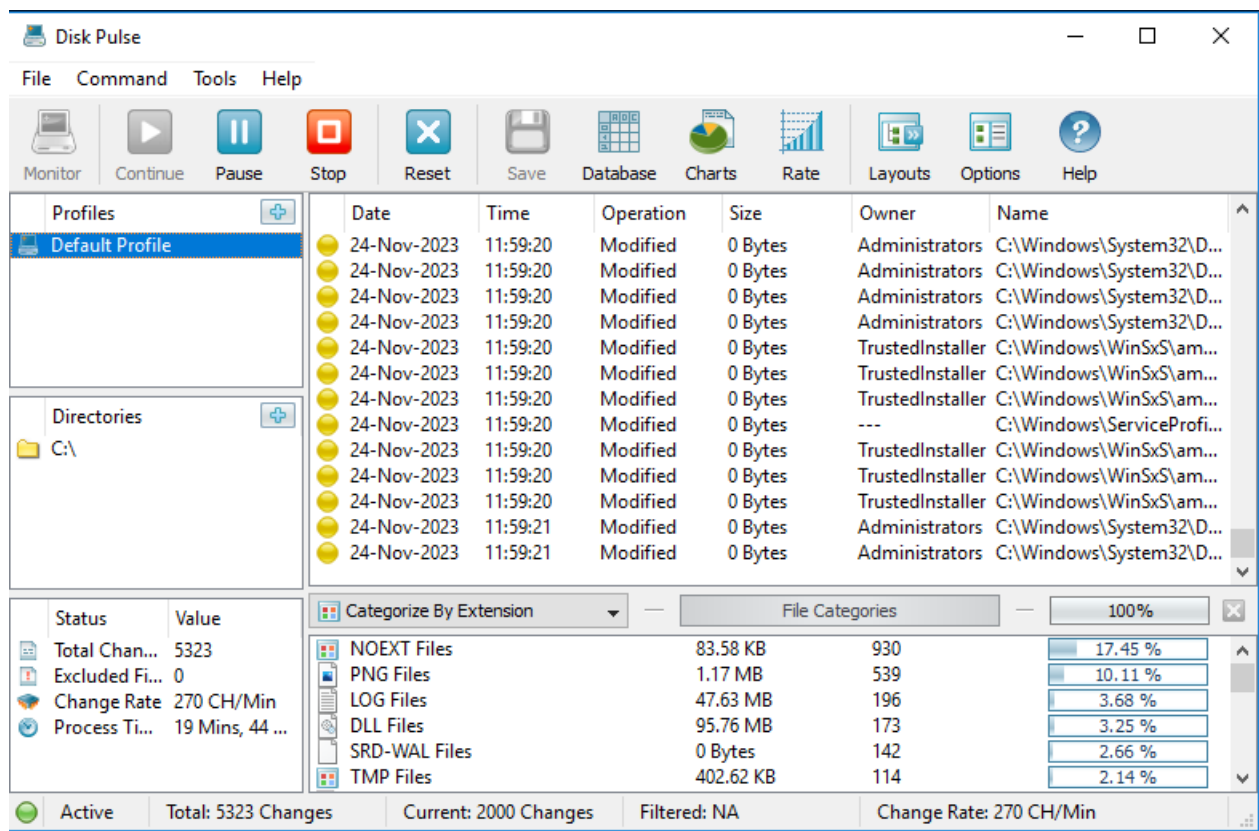 Disk Pulse
File Command Tools Help
Monitor Continue Pause Stop Reset Save Database Charts Rate Layouts Options Help
Profiles
Default Profile
Directories
C:\
Status Value
Total Chan... 5323
Excluded Fi... 0
Change Rate 270 CH/Min
Process Ti... 19 Mins, 44 ...
Date Time Operation Size Owner Name
24-Nov-2023 11:59:20 Modified 0 Bytes Administrators C:\Windows\System32\D...
24-Nov-2023 11:59:20 Modified 0 Bytes Administrators C:\Windows\System32\D...
24-Nov-2023 11:59:20 Modified 0 Bytes Administrators C:\Windows\System32\D...
24-Nov-2023 11:59:20 Modified 0 Bytes Administrators C:\Windows\System32\D...
24-Nov-2023 11:59:20 Modified 0 Bytes TrustedInstaller C:\Windows\WinSxS\am...
24-Nov-2023 11:59:20 Modified 0 Bytes TrustedInstaller C:\Windows\WinSxS\am...
24-Nov-2023 11:59:20 Modified 0 Bytes TrustedInstaller C:\Windows\WinSxS\am...
24-Nov-2023 11:59:20 Modified 0 Bytes --- C:\Windows\ServiceProfi...
24-Nov-2023 11:59:20 Modified 0 Bytes TrustedInstaller C:\Windows\WinSxS\am...
24-Nov-2023 11:59:20 Modified 0 Bytes TrustedInstaller C:\Windows\WinSxS\am...
24-Nov-2023 11:59:20 Modified 0 Bytes TrustedInstaller C:\Windows\WinSxS\am...
24-Nov-2023 11:59:21 Modified 0 Bytes Administrators C:\Windows\System32\D...
24-Nov-2023 11:59:21 Modified 0 Bytes Administrators C:\Windows\System32\D...
Categorize By Extension File Categories 100%
NOEXT Files 83.58 KB 930 17.45 %
PNG Files 1.17 MB 539 10.11 %
LOG Files 47.63 MB 196 3.68 %
DLL Files 95.76 MB 173 3.25 %
SRD-WAL Files 0 Bytes 142 2.66 %
TMP Files 402.62 KB 114 2.14 %
Active Total: 5323 Changes Current: 2000 Changes Filtered: NA Change Rate: 270 CH/Min